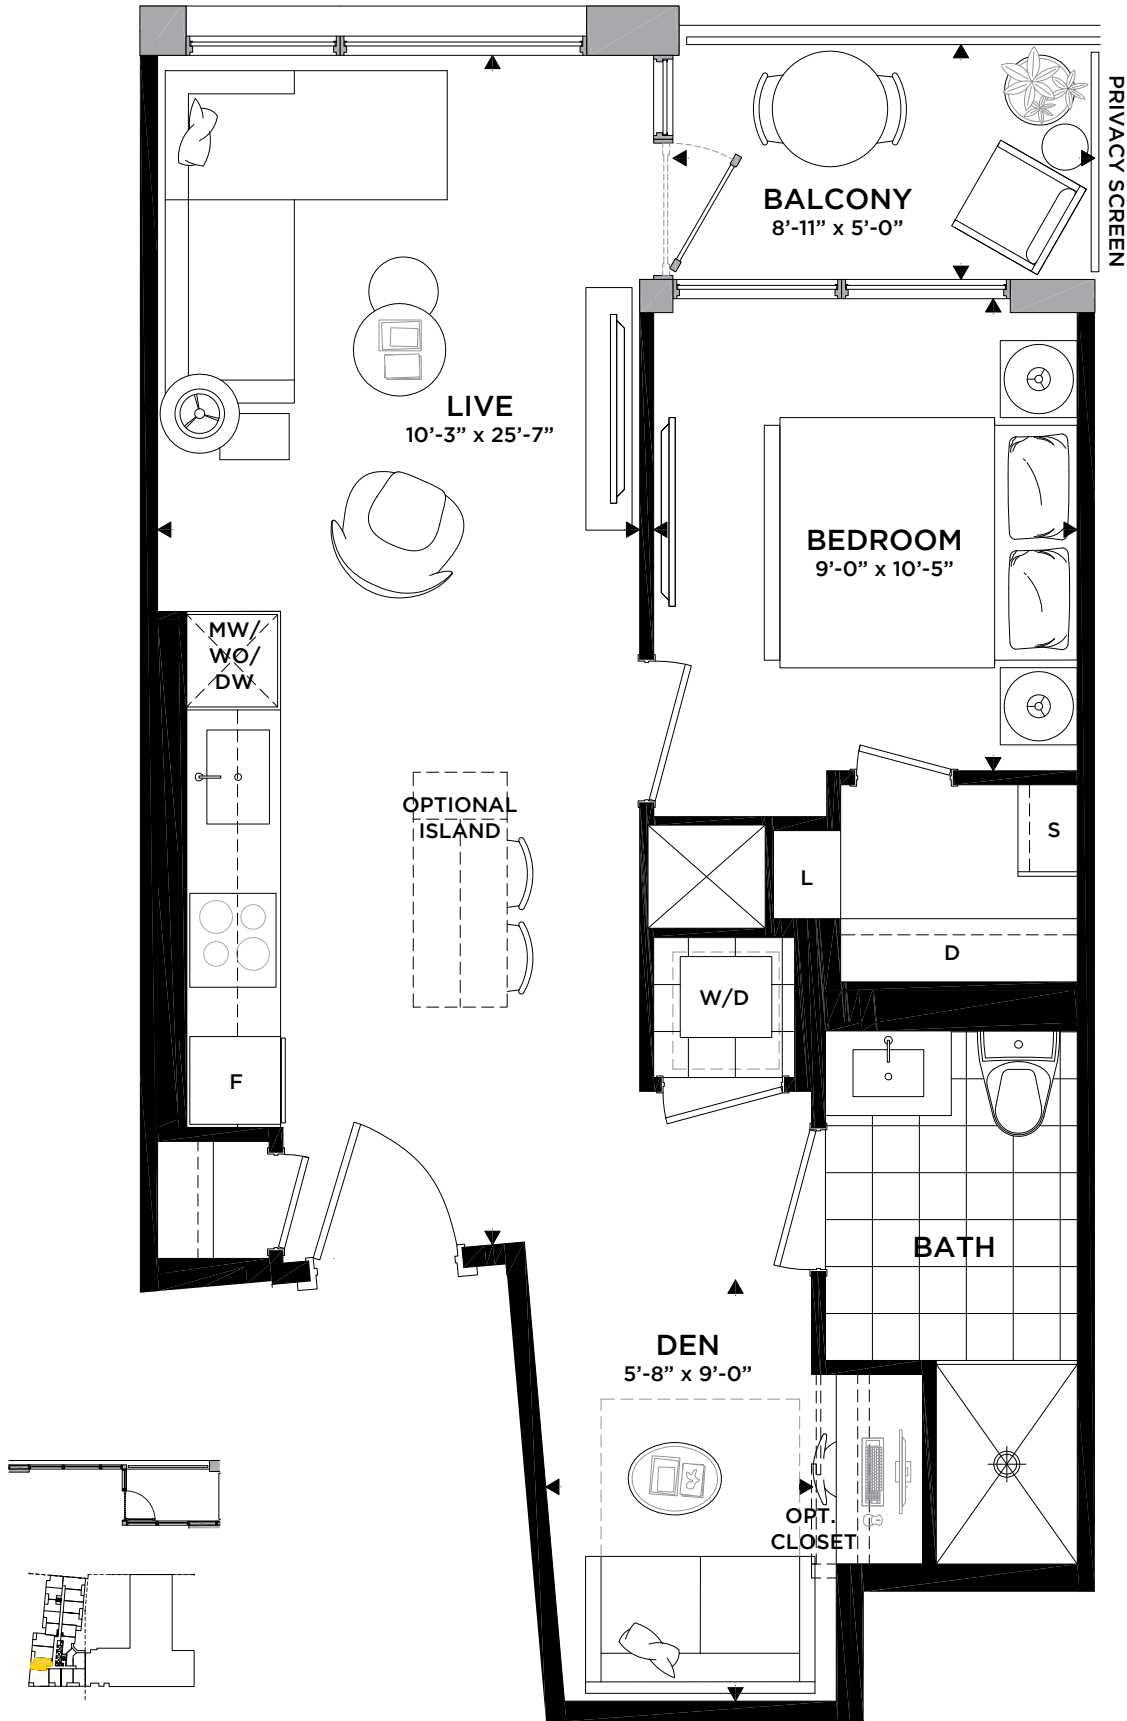 PRIVACY SCREEN
BALCONY
8’-11” x 5’-0”
LIVE
10’-3” x 25’-7”
BEDROOM
9’-0” x 10’-5”
MW/
WO/
DW
OPTIONAL
ISLAND
S
L
D
W/D
F
BATH
DEN
5’-8” x 9’-0”
OPT.
CLOSET